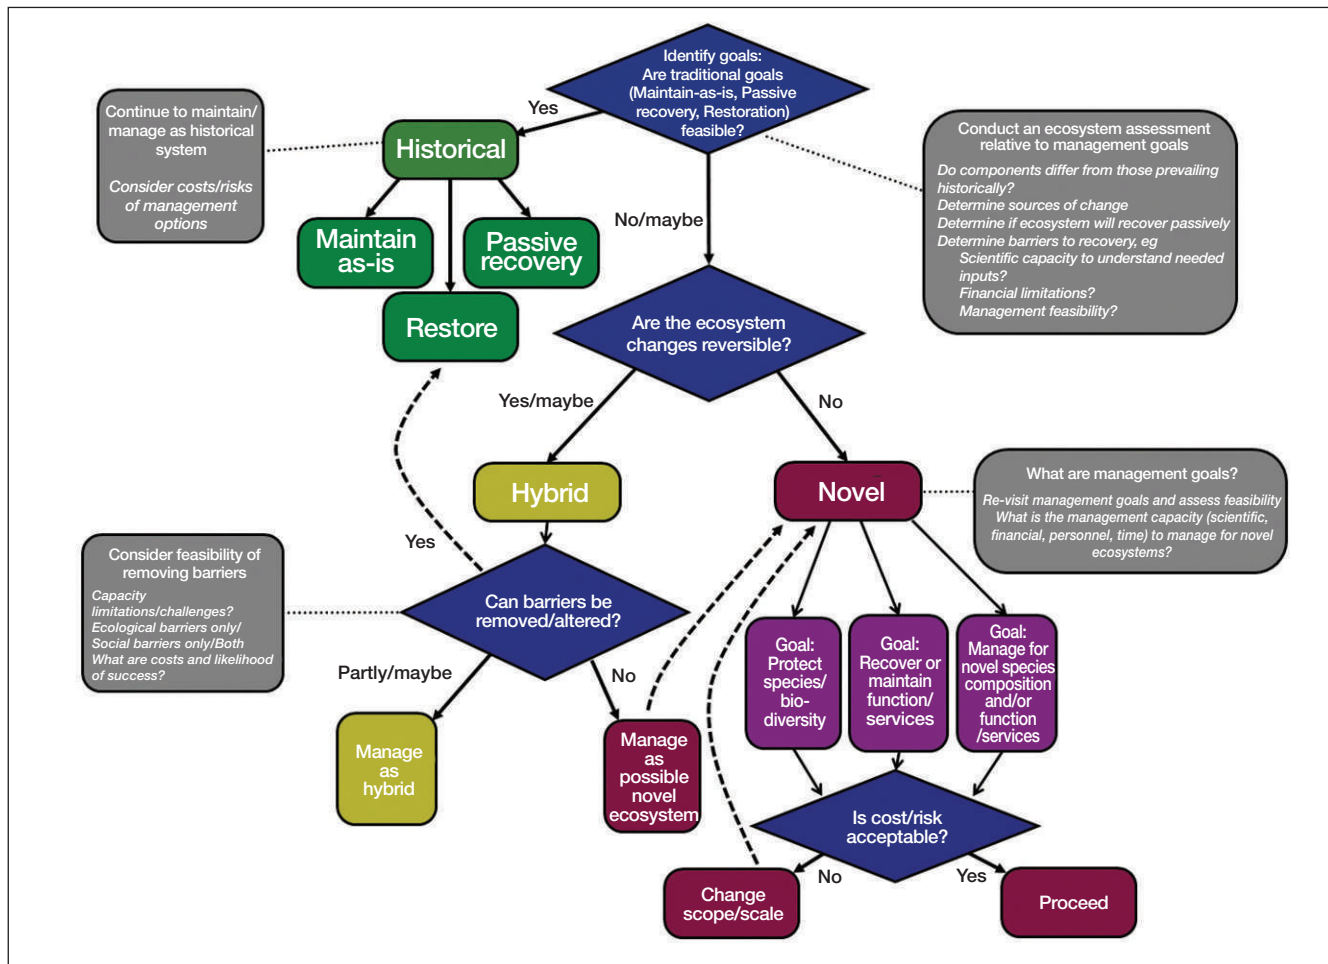 Identify goals:
Are traditional goals
(Maintain-as-is, Passive
recovery, Restoration)
feasible?
Yes
Continue to maintain/
manage as historical
system
Consider costs/risks
of management
options
Historical
Conduct an ecosystem assessment
relative to management goals
Do components differ from those prevailing
historically?
Determine sources of change
Determine if ecosystem will recover passively
Determine barriers to recovery, eg
Scientific capacity to understand needed
inputs?
Financial limitations?
Management feasibility?
No/maybe
Maintain
as-is
Passive
recovery
Restore
Are the ecosystem
changes reversible?
Yes/maybe
No
Hybrid
Novel
What are management goals?
Re-visit management goals and assess feasibility
What is the management capacity (scientific,
financial, personnel, time) to manage for novel
ecosystems?
Yes
Consider feasibility of
removing barriers
Capacity
limitations/challenges?
Ecological barriers only/
Social barriers only/Both
What are costs and likelihood
of success?
Can barriers be
removed/altered?
Partly/maybe
No
Goal:
Protect
species/
bio-
diversity
Goal:
Recover or
maintain
function/
services
Goal:
Manage for
novel species
composition
and/or
function
/services
Manage
as
hybrid
Manage
as
possible
novel
ecosystem
Is cost/risk
acceptable?
No
Yes
Change
scope/scale
Proceed